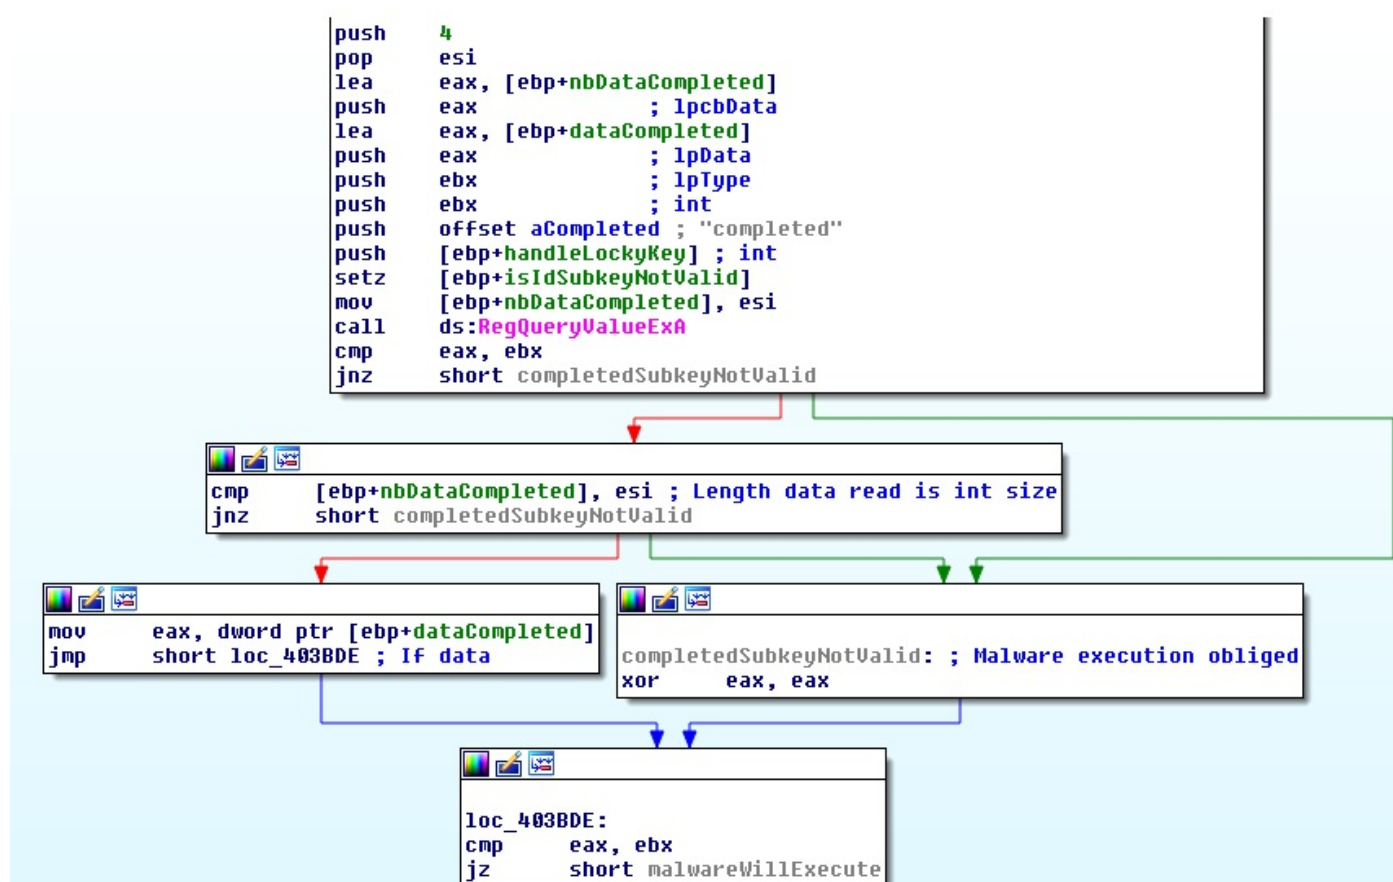 push 4
pop esi
lea eax, [ebp+nbDataCompleted]
push eax ; lpcbData
lea eax, [ebp+dataCompleted]
push eax ; lpData
push ebx ; lpType
push ebx ; int
push offset aCompleted ; "completed"
push [ebp+handleLockyKey] ; int
setz [ebp+isIdSubkeyNotValid]
mov [ebp+nbDataCompleted], esi
call ds:RegQueryValueExA
cmp eax, ebx
jnz short completedSubkeyNotValid
cmp [ebp+nbDataCompleted], esi ; Length data read is int size
jnz short completedSubkeyNotValid
mov eax, dword ptr [ebp+dataCompleted]
jmp short loc_403BDE ; If data
completedSubkeyNotValid: ; Malware execution obliged
xor eax, eax
loc_403BDE:
cmp eax, ebx
jz short malwareWillExecute